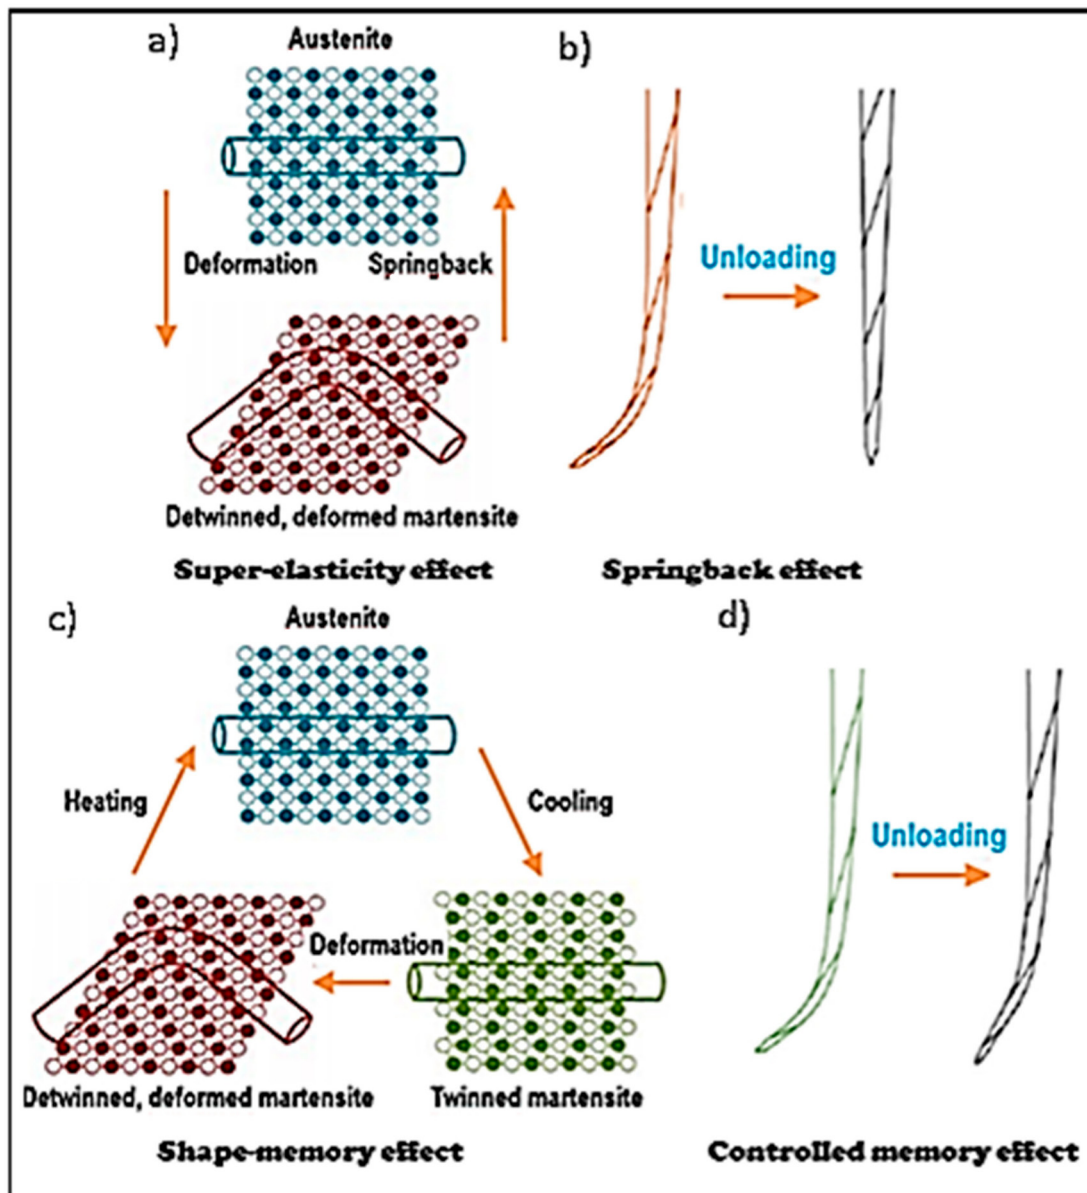 a)
Austenite
b)
Deformation
Springback
Unloading
Detwinned, deformed martensite
Super-elasticity effect
Springback effect
c)
Austenite
d)
Heating
Cooling
Unloading
Deformation
Detwinned, deformed martensite
Twinned martensite
Shape-memory effect
Controlled memory effect